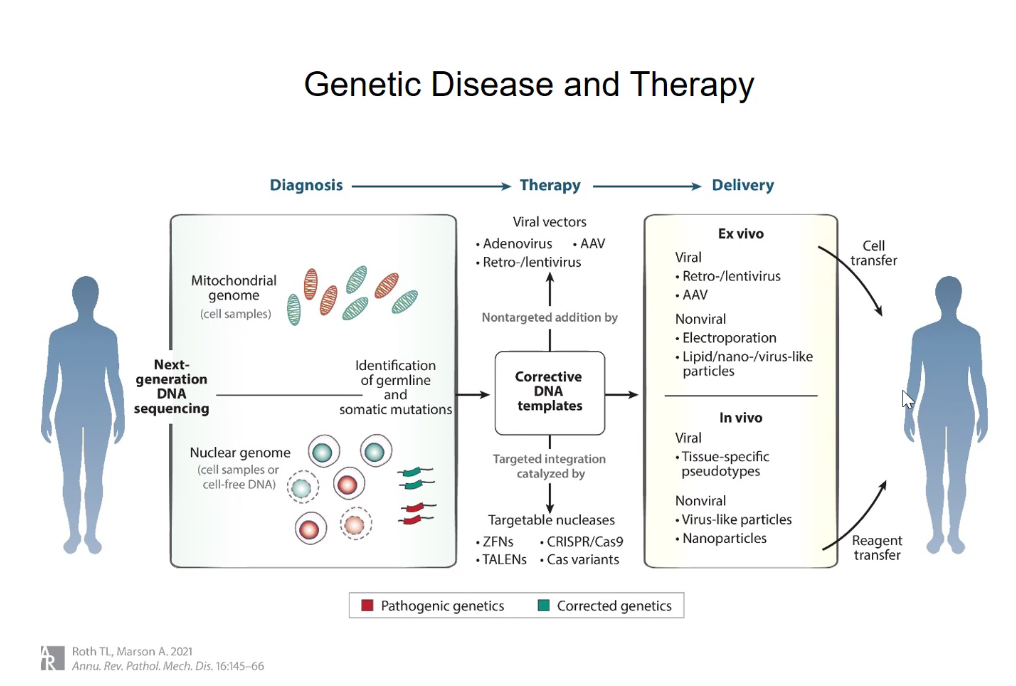 Genetic Disease and Therapy
Diagnosis
Therapy
Delivery
Next-
generation
DNA
sequencing
Mitochondrial
genome
(cell samples)
Identification
of germline
and
somatic mutations
Nuclear genome
(cell samples or
cell-free DNA)
Viral vectors
• Adenovirus • AAV
• Retro-/lentivirus
Nontargeted addition by
Corrective
DNA
templates
Targeted integration
catalyzed by
Targetable nucleases
• ZFNs • CRISPR/Cas9
• TALENs • Cas variants
Ex vivo
Viral
• Retro-/lentivirus
• AAV
Nonviral
• Electroporation
• Lipid/nano-/virus-like
particles
In vivo
Viral
• Tissue-specific
pseudotypes
Nonviral
• Virus-like particles
• Nanoparticles
Cell
transfer
Reagent
transfer
Pathogenic genetics
Corrected genetics
AR
Roth TL, Marson A. 2021
Annu. Rev. Pathol. Mech. Dis. 16:145–66